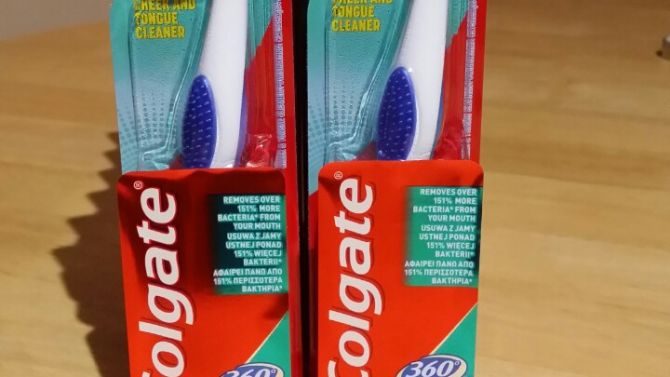 CHEEK AND
TONGUE
CLEANER
Colgate®
REMOVES OVER
151% MORE
BACTERIA* FROM
YOUR MOUTH
USUWA Z JAMY
USTNEJ PONAD
151% WIĘCEJ
BAKTERII*
ΑΦΑΙΡΕΙ ΠΑΝΩ ΑΠΟ
151% ΠΕΡΙΣΣΟΤΕΡΑ
ΒΑΚΤΗΡΙΑ*
360°
CHEEK AND
TONGUE
CLEANER
Colgate®
REMOVES OVER
151% MORE
BACTERIA* FROM
YOUR MOUTH
USUWA Z JAMY
USTNEJ PONAD
151% WIĘCEJ
BAKTERII*
ΑΦΑΙΡΕΙ ΠΑΝΩ ΑΠΟ
151% ΠΕΡΙΣΣΟΤΕΡΑ
ΒΑΚΤΗΡΙΑ*
360°